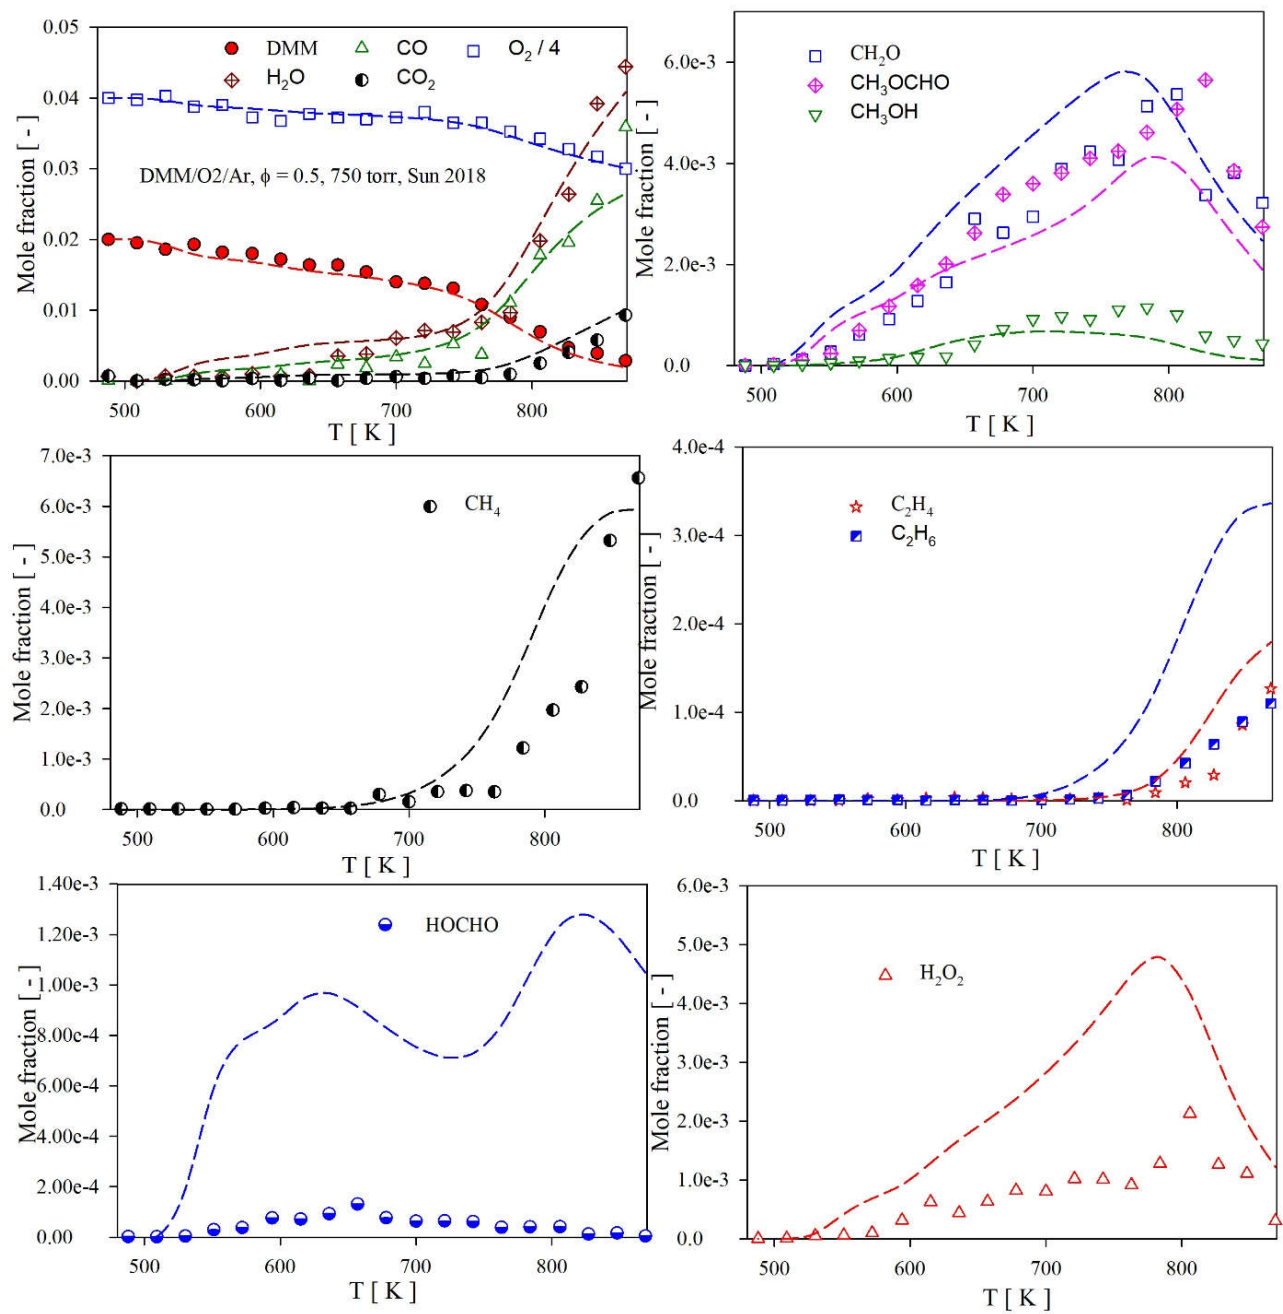 0.05
0.04
0.03
0.02
0.01
0.00
Mole fraction [ - ]
DMM CO O₂ / 4
H₂O CO₂
DMM/O2/Ar, ϕ = 0.5, 750 torr, Sun 2018
500 600 700 800
T [ K ]
6.0e-3
4.0e-3
2.0e-3
0.0
Mole fraction [ - ]
CH₂O
CH₃OCHO
CH₃OH
500 600 700 800
T [ K ]
7.0e-3
6.0e-3
5.0e-3
4.0e-3
3.0e-3
2.0e-3
1.0e-3
0.0
Mole fraction [ - ]
CH₄
500 600 700 800
T [ K ]
4.0e-4
3.0e-4
2.0e-4
1.0e-4
0.0
Mole fraction [ - ]
C₂H₄
C₂H₆
500 600 700 800
T [ K ]
1.40e-3
1.20e-3
1.00e-3
8.00e-4
6.00e-4
4.00e-4
2.00e-4
0.00
Mole fraction [ - ]
HOCHO
500 600 700 800
T [ K ]
6.0e-3
5.0e-3
4.0e-3
3.0e-3
2.0e-3
1.0e-3
0.0
Mole fraction [ - ]
H₂O₂
500 600 700 800
T [ K ]